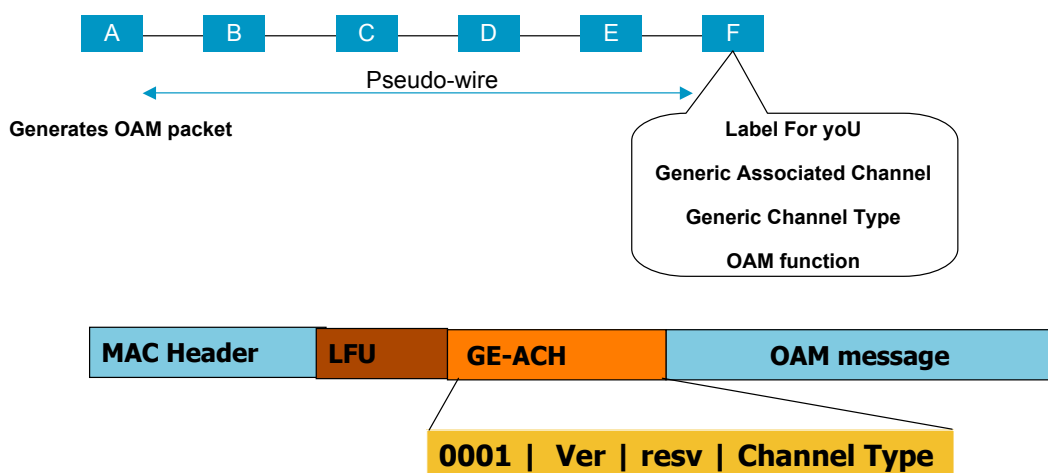 A B C D E F
Pseudo-wire
Generates OAM packet
Label For yoU
Generic Associated Channel
Generic Channel Type
OAM function
MAC Header LFU GE-ACH OAM message
0001 | Ver | resv | Channel Type